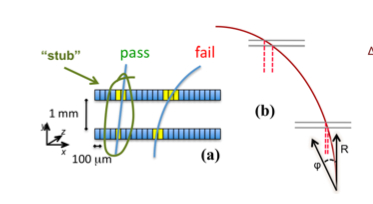 "stub"
pass
fail
1 mm
y
z
x
100 μm
(a)
(b)
R
φ
Δ